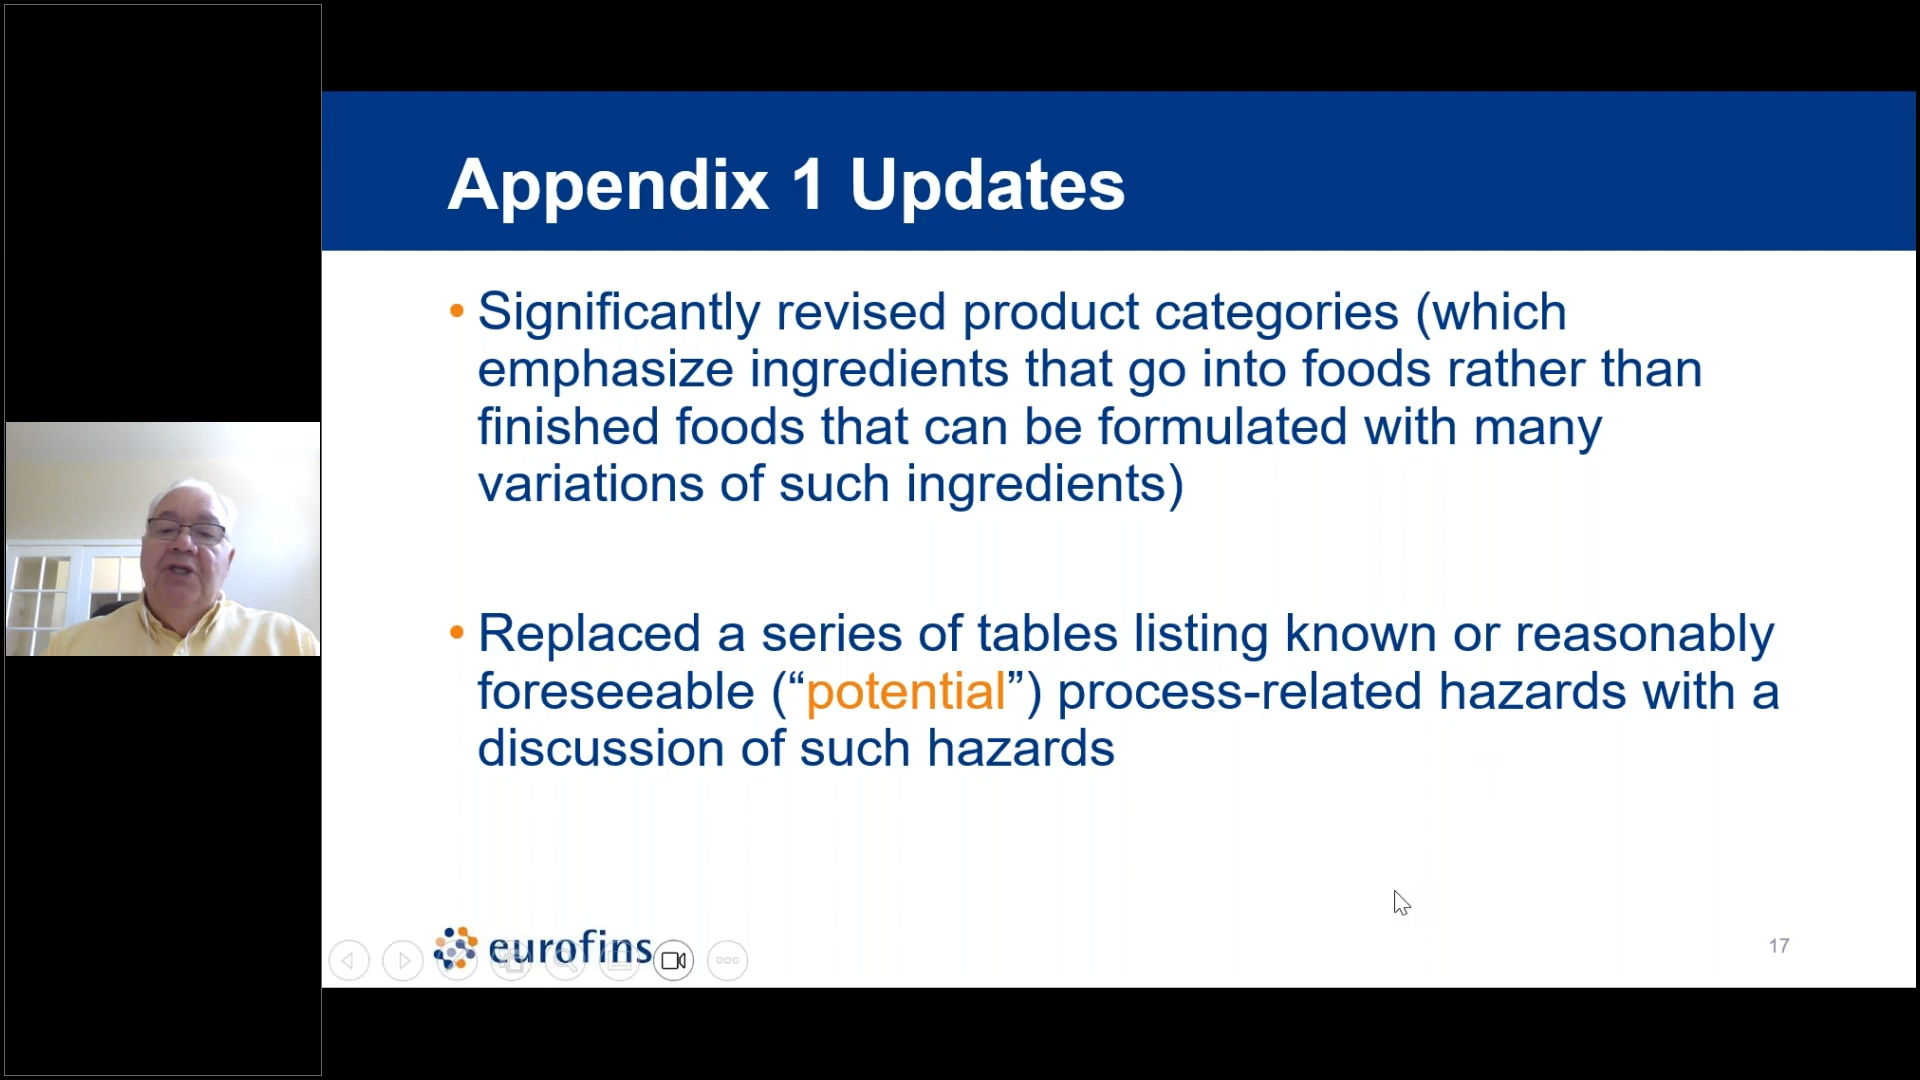 Appendix 1 Updates
• Significantly revised product categories (which
emphasize ingredients that go into foods rather than
finished foods that can be formulated with many
variations of such ingredients)
• Replaced a series of tables listing known or reasonably
foreseeable (“potential”) process-related hazards with a
discussion of such hazards
eurofins
17